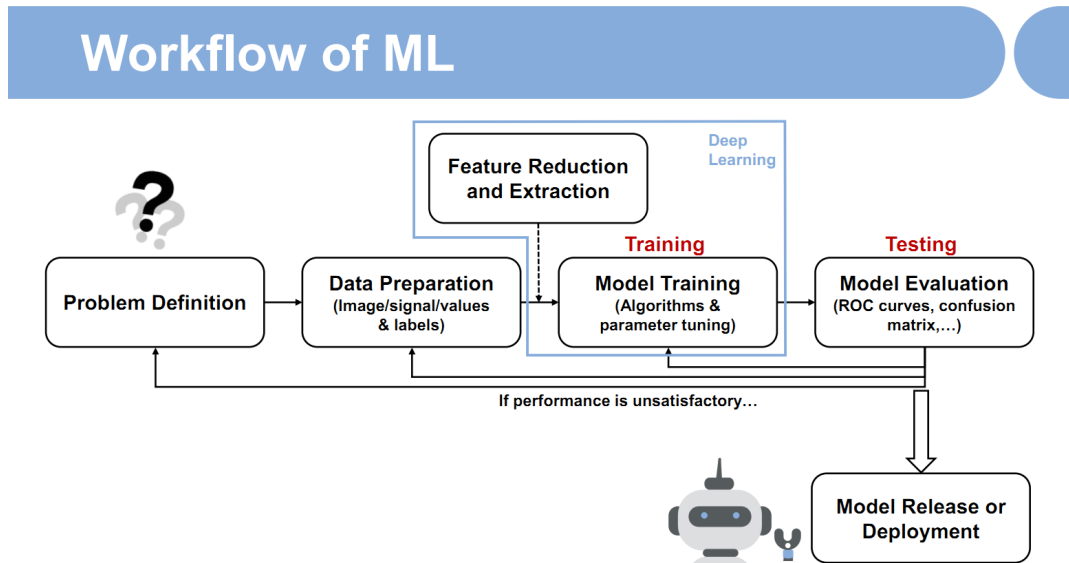 Workflow of ML
Deep
Learning
Feature Reduction
and Extraction
???
Training
Testing
Problem Definition
Data Preparation
(Image/signal/values
& labels)
Model Training
(Algorithms &
parameter tuning)
Model Evaluation
(ROC curves, confusion
matrix,…)
If performance is unsatisfactory…
Model Release or
Deployment